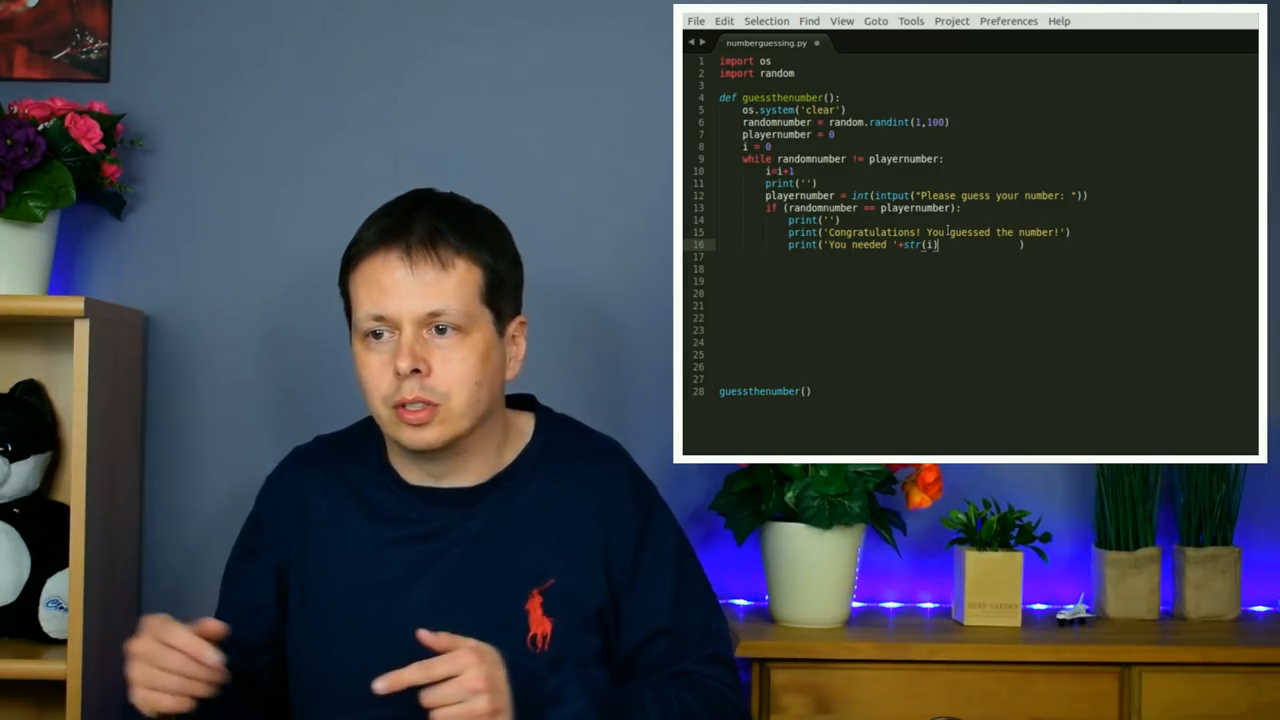 File Edit Selection Find View Goto Tools Project Preferences Help
numberguessing.py
1 import os
2 import random
3
4 def guessthenumber():
5 os.system('clear')
6 randomnumber = random.randint(1,100)
7 playernumber = 0
8 i = 0
9 while randomnumber != playernumber:
10 i=i+1
11 print('')
12 playernumber = int(intput("Please guess your number: "))
13 if (randomnumber == playernumber):
14 print('')
15 print('Congratulations! You guessed the number!')
16 print('You needed '+str(i) )
17
18
19
20
21
22
23
24
25
26
27
28 guessthenumber()
HERB GARDEN